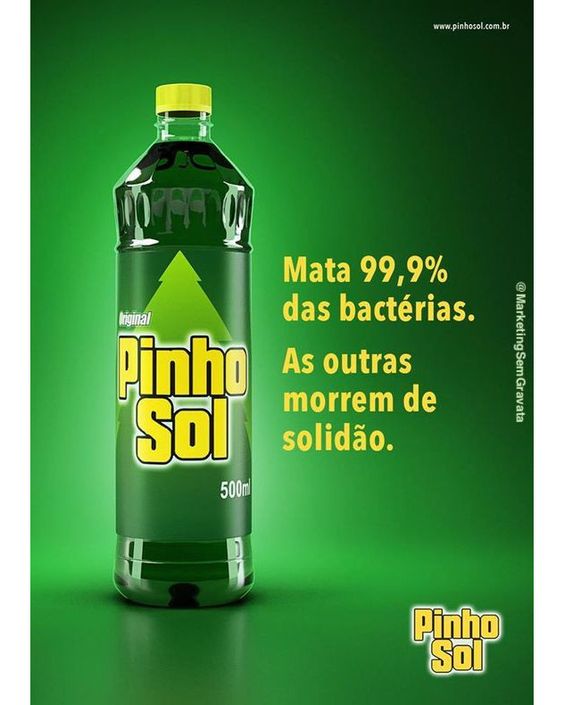 www.pinhosol.com.br
Mata 99,9%
das bactérias.
As outras
morrem de
solidão.
@MarketingSemGravata
Original
Pinho
Sol
500ml
Pinho
Sol